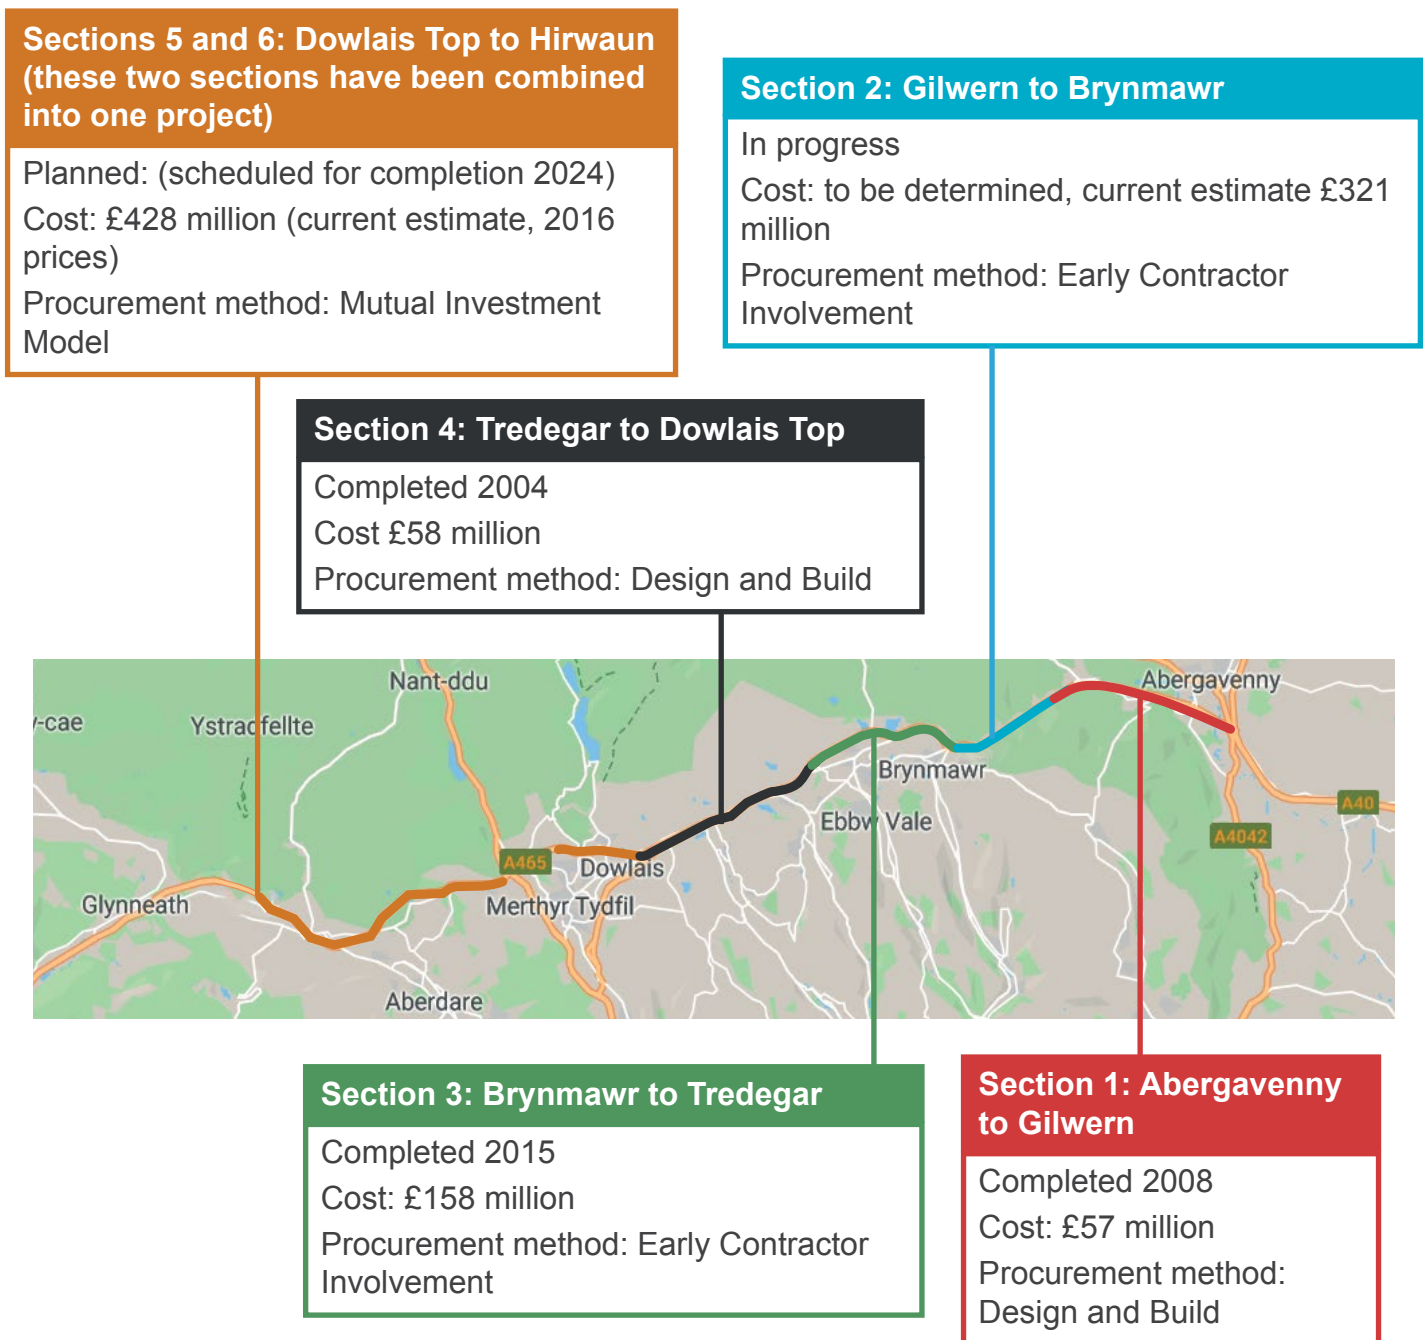 Sections 5 and 6: Dowlais Top to Hirwaun
(these two sections have been combined
into one project)
Planned: (scheduled for completion 2024)
Cost: £428 million (current estimate, 2016
prices)
Procurement method: Mutual Investment
Model
Section 2: Gilwern to Brynmawr
In progress
Cost: to be determined, current estimate £321
million
Procurement method: Early Contractor
Involvement
Section 4: Tredegar to Dowlais Top
Completed 2004
Cost £58 million
Procurement method: Design and Build
Nant-ddu
Abergavenny
y-cae
Ystradfellte
Brynmawr
A40
Ebbw Vale
A4042
A465
Dowlais
Glynneath
Merthyr Tydfil
Aberdare
Section 3: Brynmawr to Tredegar
Completed 2015
Cost: £158 million
Procurement method: Early Contractor
Involvement
Section 1: Abergavenny
to Gilwern
Completed 2008
Cost: £57 million
Procurement method:
Design and Build